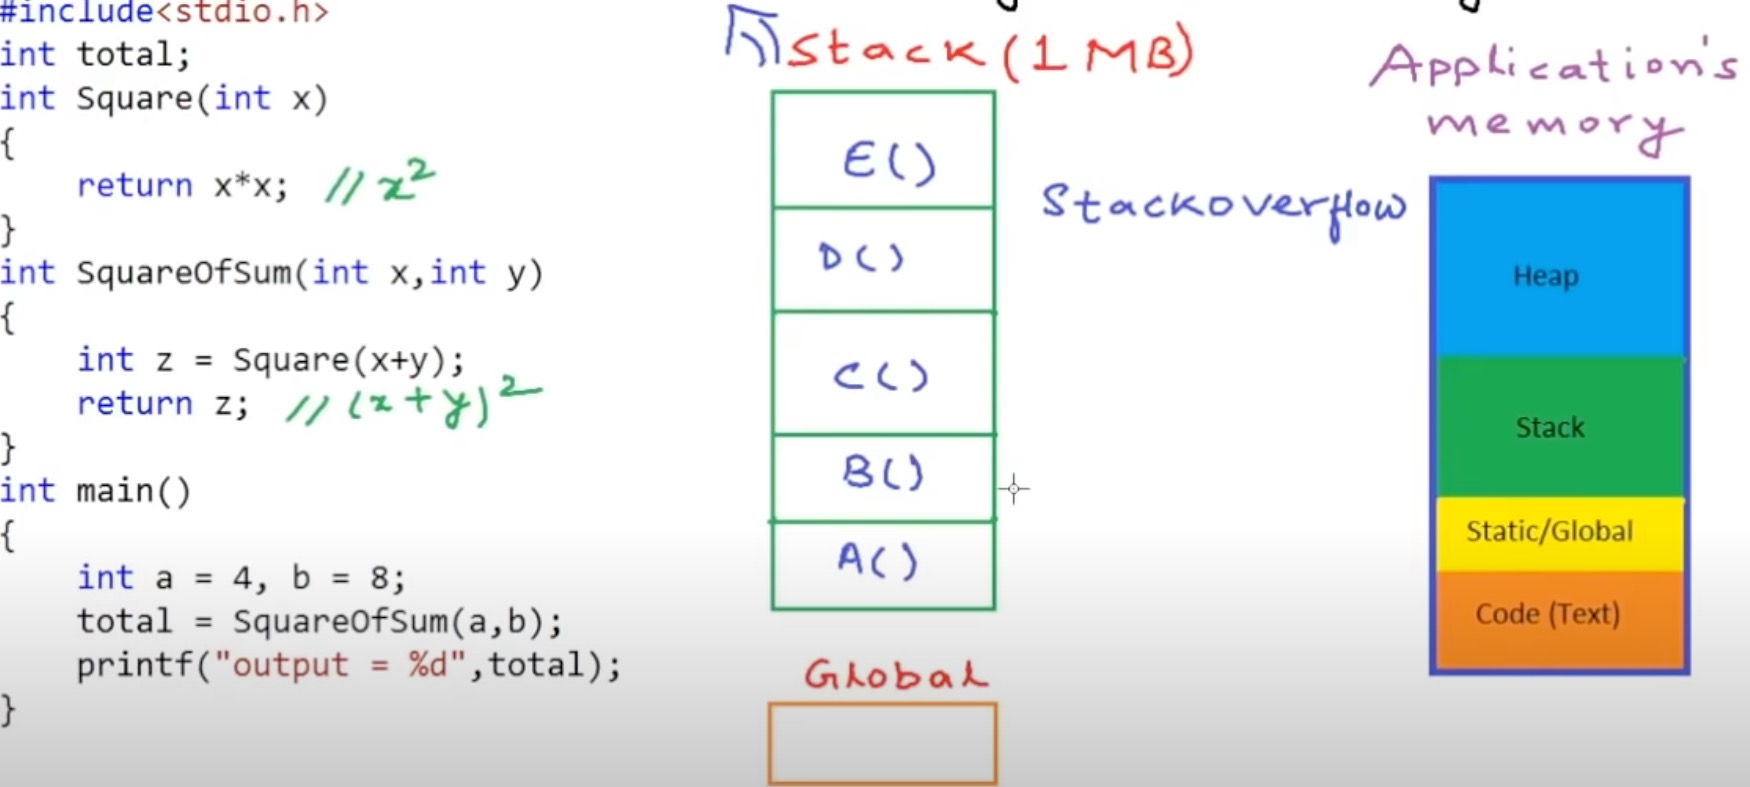 #include<stdio.h>
int total;
int Square(int x)
{
    return x*x; // x²
}
int SquareOfSum(int x,int y)
{
    int z = Square(x+y);
    return z; // (x+y)²
}
int main()
{
    int a = 4, b = 8;
    total = SquareOfSum(a,b);
    printf("output = %d",total);
}
Stack (1 MB)
E()
D()
C()
B()
A()
Global
Stackoverflow
Application's
memory
Heap
Stack
Static/Global
Code (Text)